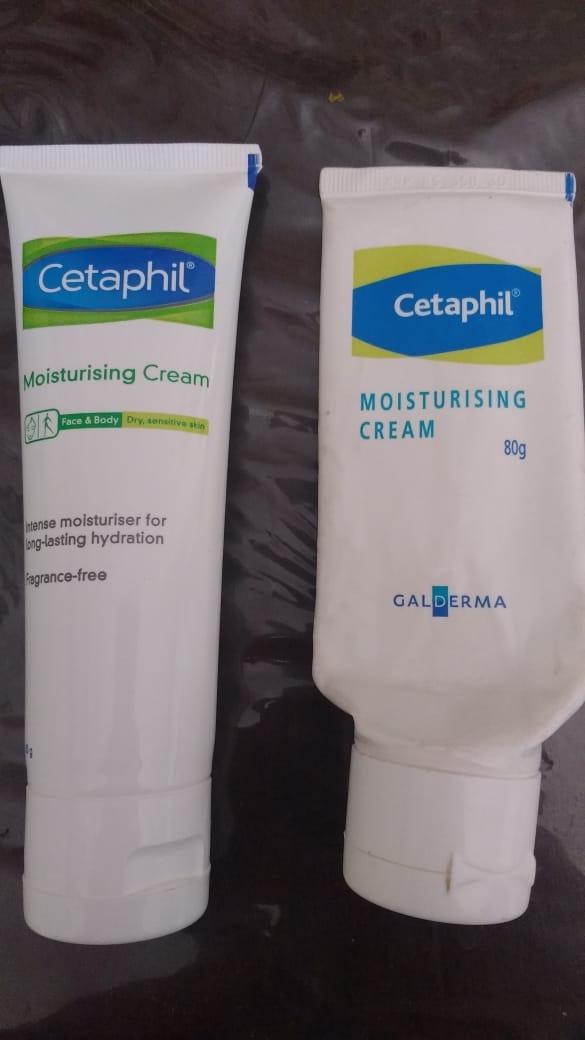 Cetaphil®
Moisturising Cream
Face & Body Dry, sensitive skin
Intense moisturiser for
long-lasting hydration
Fragrance-free
Cetaphil®
MOISTURISING
CREAM
80g
GALDERMA